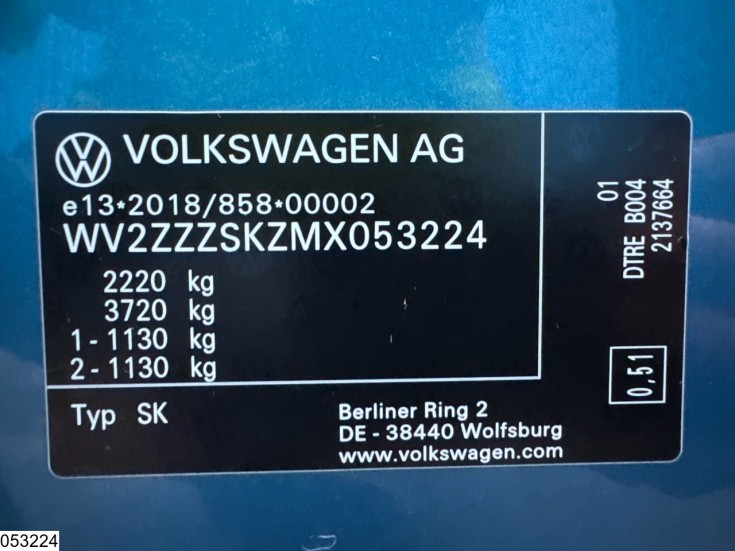 VOLKSWAGEN AG
e13*2018/858*00002
WV2ZZZSKZMX053224
2220 kg
3720 kg
1 - 1130 kg
2 - 1130 kg
Typ SK
Berliner Ring 2
DE - 38440 Wolfsburg
www.volkswagen.com
01
DTRE B004
2137664
0,51
053224